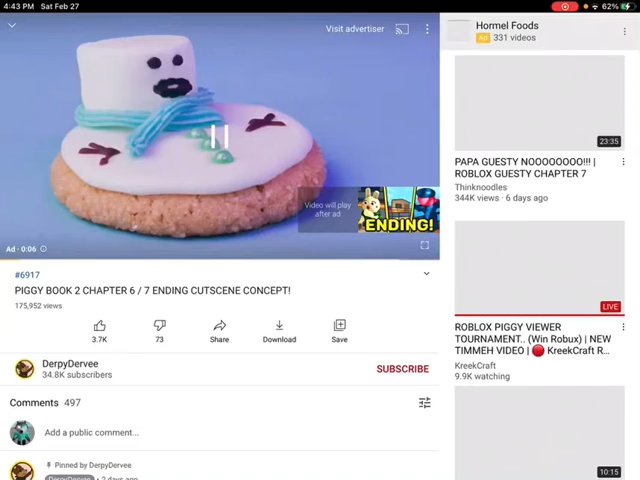 4:43 PM Sat Feb 27
62%
Visit advertiser
Video will play
after ad
ENDING!
Ad · 0:06
#6917
PIGGY BOOK 2 CHAPTER 6 / 7 ENDING CUTSCENE CONCEPT!
175,952 views
3.7K
73
Share
Download
Save
DerpyDervee
34.8K subscribers
SUBSCRIBE
Comments 497
Add a public comment...
Pinned by DerpyDervee
DerpyDervee • 2 days ago
Hormel Foods
Ad 331 videos
23:35
PAPA GUESTY NOOOOOOOO!!! |
ROBLOX GUESTY CHAPTER 7
Thinknoodles
344K views · 6 days ago
LIVE
ROBLOX PIGGY VIEWER
TOURNAMENT.. (Win Robux) | NEW
TIMMEH VIDEO | 🔴 KreekCraft R...
KreekCraft
9.9K watching
10:15